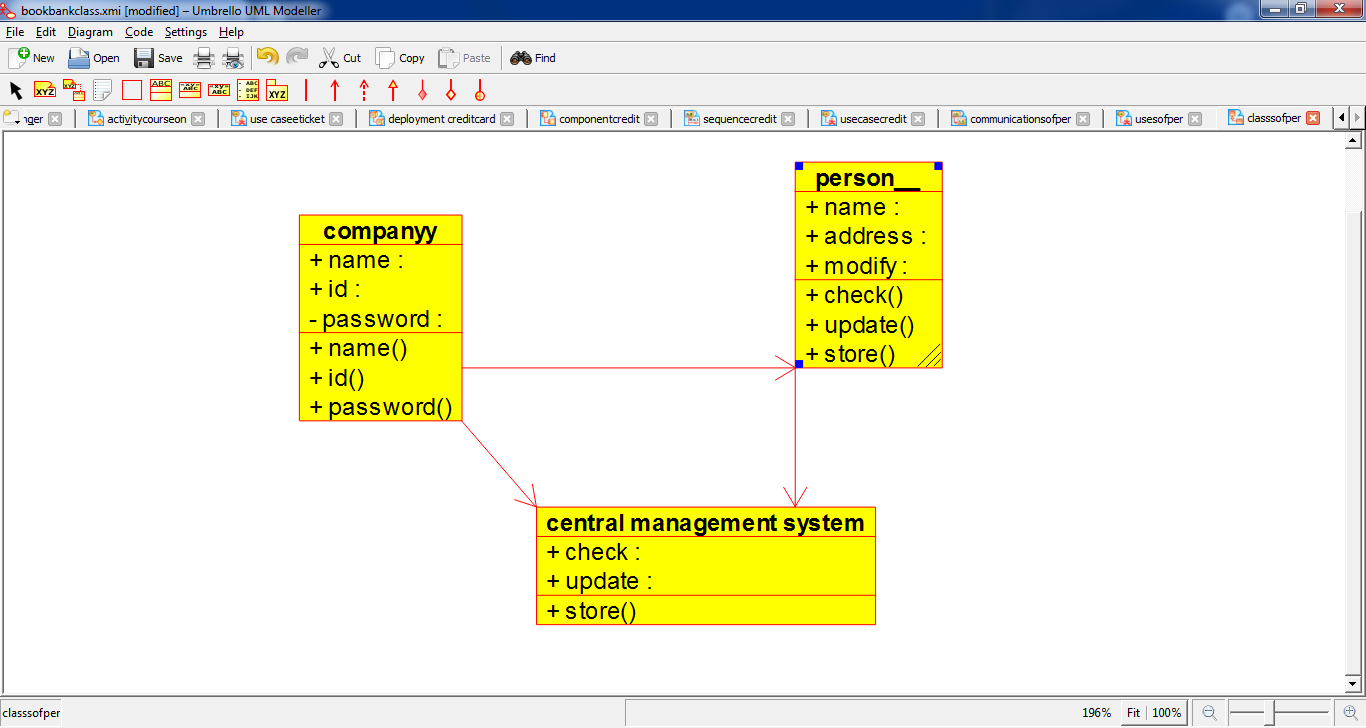 bookbankclass.xmi [modified] – Umbrello UML Modeller
File Edit Diagram Code Settings Help
New Open Save Cut Copy Paste Find
XYZ XYZ ABC ABC ABC ABC DEF IJK XYZ
nger activitycourseon use caseeticket deployment creditcard componentcredit sequencecredit usecasecredit communicationsofper usesofper classsofper
person__
+ name :
+ address :
+ modify :
+ check()
+ update()
+ store()
companyy
+ name :
+ id :
- password :
+ name()
+ id()
+ password()
central management system
+ check :
+ update :
+ store()
classsofper 196% Fit 100%